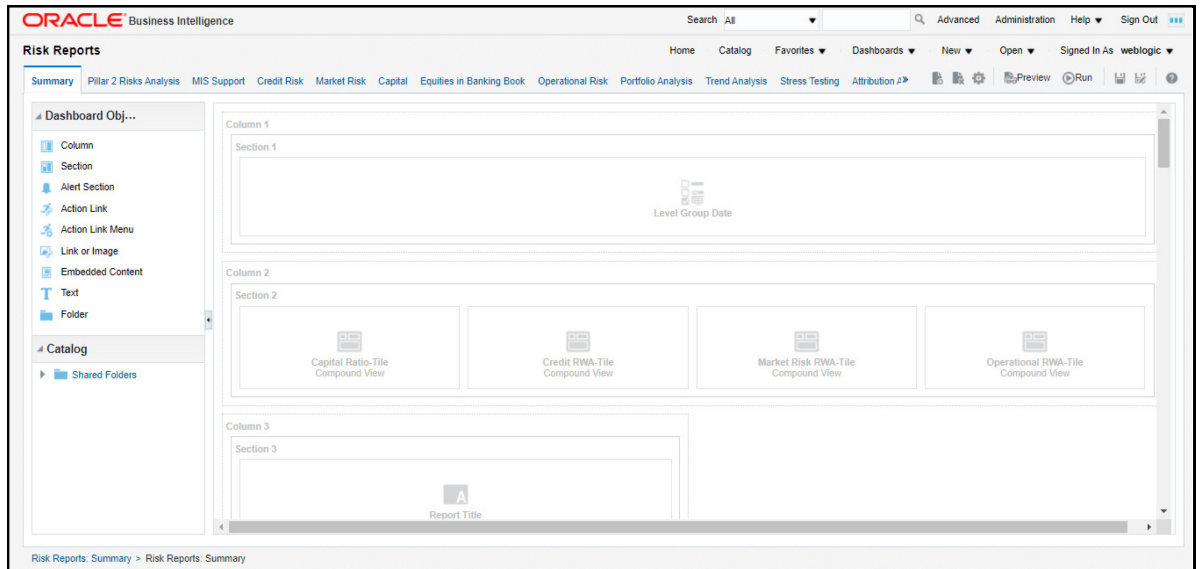 ORACLE Business Intelligence Search All Advanced Administration Help Sign Out
Risk Reports Home Catalog Favorites Dashboards New Open Signed In As weblogic
Summary Pillar 2 Risks Analysis MIS Support Credit Risk Market Risk Capital Equities in Banking Book Operational Risk Portfolio Analysis Trend Analysis Stress Testing Attribution A» Preview Run
Dashboard Obj...
Column
Section
Alert Section
Action Link
Action Link Menu
Link or Image
Embedded Content
Text
Folder
Catalog
Shared Folders
Column 1
Section 1
Level Group Date
Column 2
Section 2
Capital Ratio-Tile
Compound View
Credit RWA-Tile
Compound View
Market Risk RWA-Tile
Compound View
Operational RWA-Tile
Compound View
Column 3
Section 3
Report Title
Risk Reports: Summary > Risk Reports: Summary